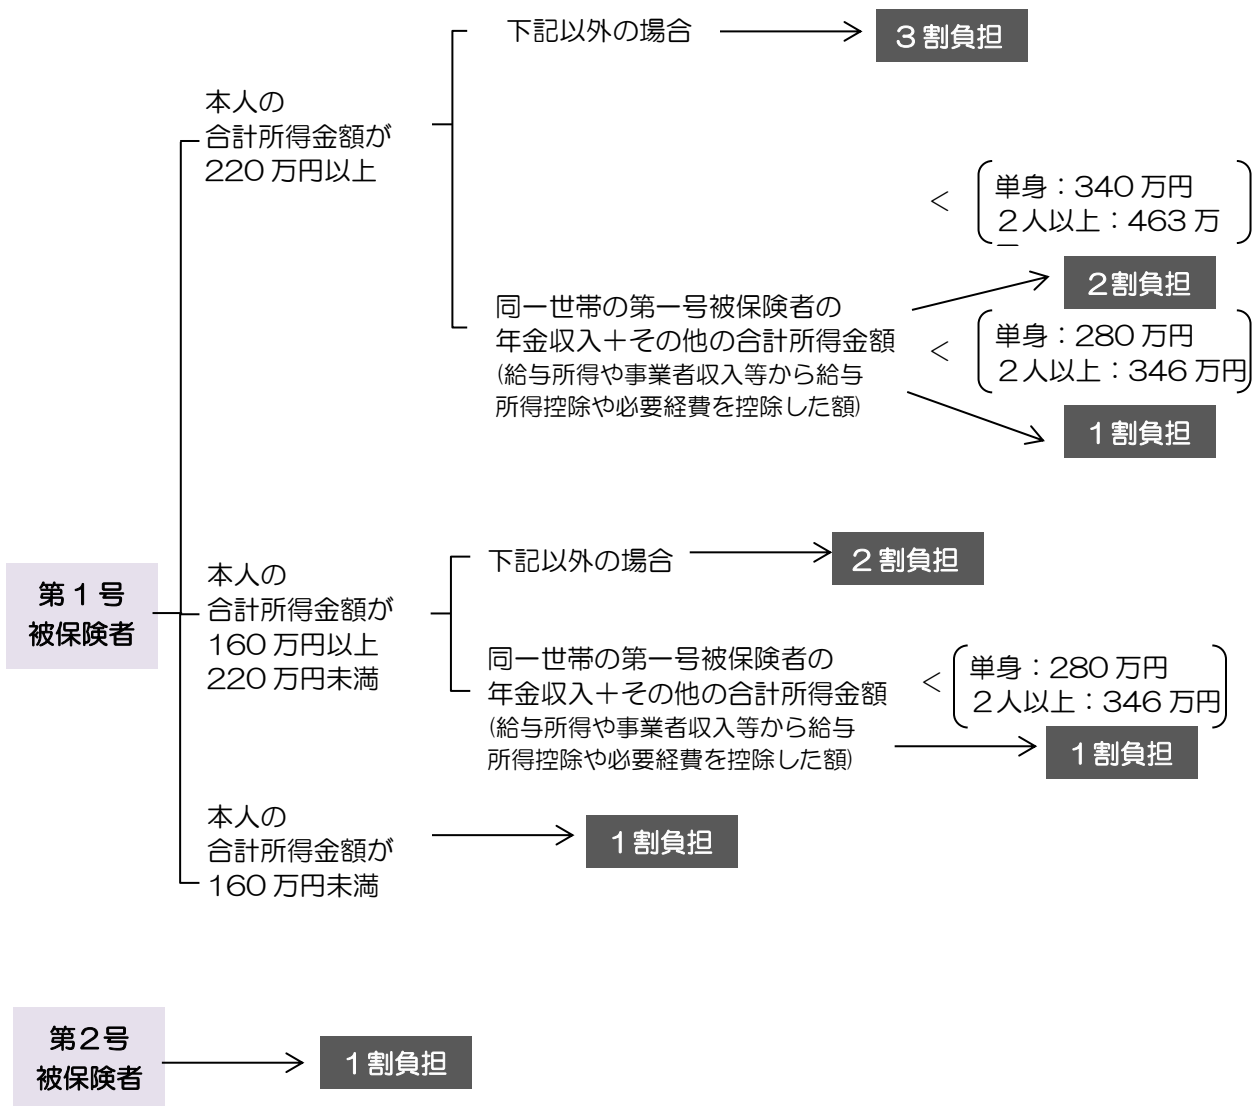 下記以外の場合
３割負担
本人の
合計所得金額が
220万円以上
＜
単身：340万円
２人以上：463万
２割負担
同一世帯の第一号被保険者の
年金収入＋その他の合計所得金額
(給与所得や事業者収入等から給与
所得控除や必要経費を控除した額)
＜
単身：280万円
２人以上：346万円
１割負担
第１号
被保険者
本人の
合計所得金額が
160万円以上
220万円未満
下記以外の場合
２割負担
同一世帯の第一号被保険者の
年金収入＋その他の合計所得金額
(給与所得や事業者収入等から給与
所得控除や必要経費を控除した額)
＜
単身：280万円
２人以上：346万円
１割負担
本人の
合計所得金額が
160万円未満
１割負担
第２号
被保険者
１割負担